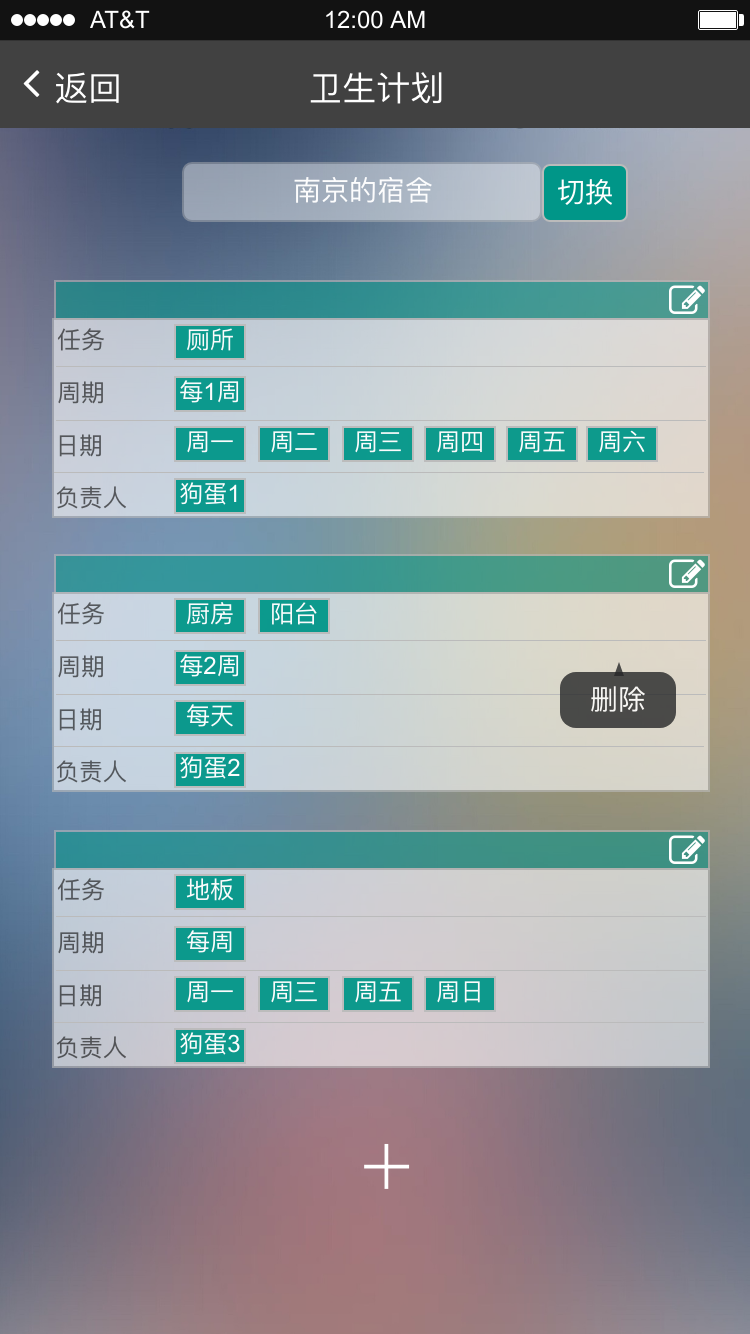 AT&T 12:00 AM
返回 卫生计划
南京的宿舍 切换
任务 厕所
周期 每1周
日期 周一 周二 周三 周四 周五 周六
负责人 狗蛋1
任务 厨房 阳台
周期 每2周
删除
日期 每天
负责人 狗蛋2
任务 地板
周期 每周
日期 周一 周三 周五 周日
负责人 狗蛋3